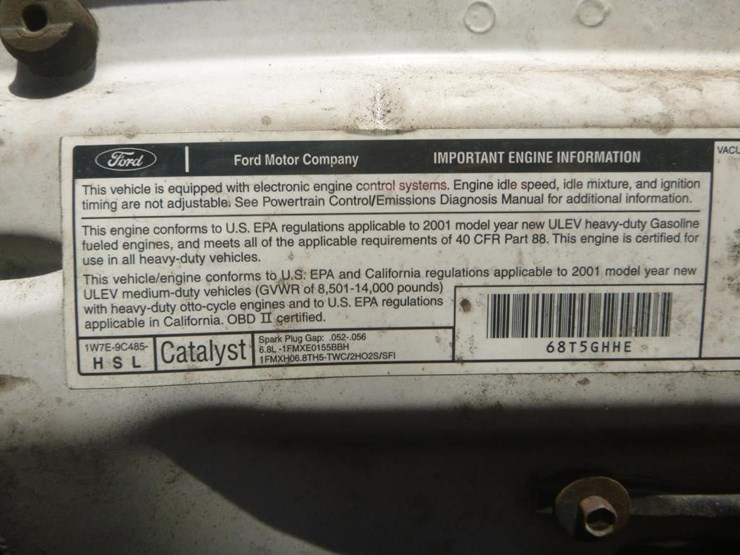 Ford Ford Motor Company IMPORTANT ENGINE INFORMATION
This vehicle is equipped with electronic engine control systems. Engine idle speed, idle mixture, and ignition
timing are not adjustable. See Powertrain Control/Emissions Diagnosis Manual for additional information.
This engine conforms to U.S. EPA regulations applicable to 2001 model year new ULEV heavy-duty Gasoline
fueled engines, and meets all of the applicable requirements of 40 CFR Part 88. This engine is certified for
use in all heavy-duty vehicles.
This vehicle/engine conforms to U.S. EPA and California regulations applicable to 2001 model year new
ULEV medium-duty vehicles (GVWR of 8,501-14,000 pounds)
with heavy-duty otto-cycle engines and to U.S. EPA regulations
applicable in California. OBD II certified.
1W7E-9C485-
H S L
Catalyst
Spark Plug Gap: .052-.056
6.8L -1FMXE0155BBH
1FMXH06.8TH5-TWC/2HO2S/SFI
68T5GHHE
VACU